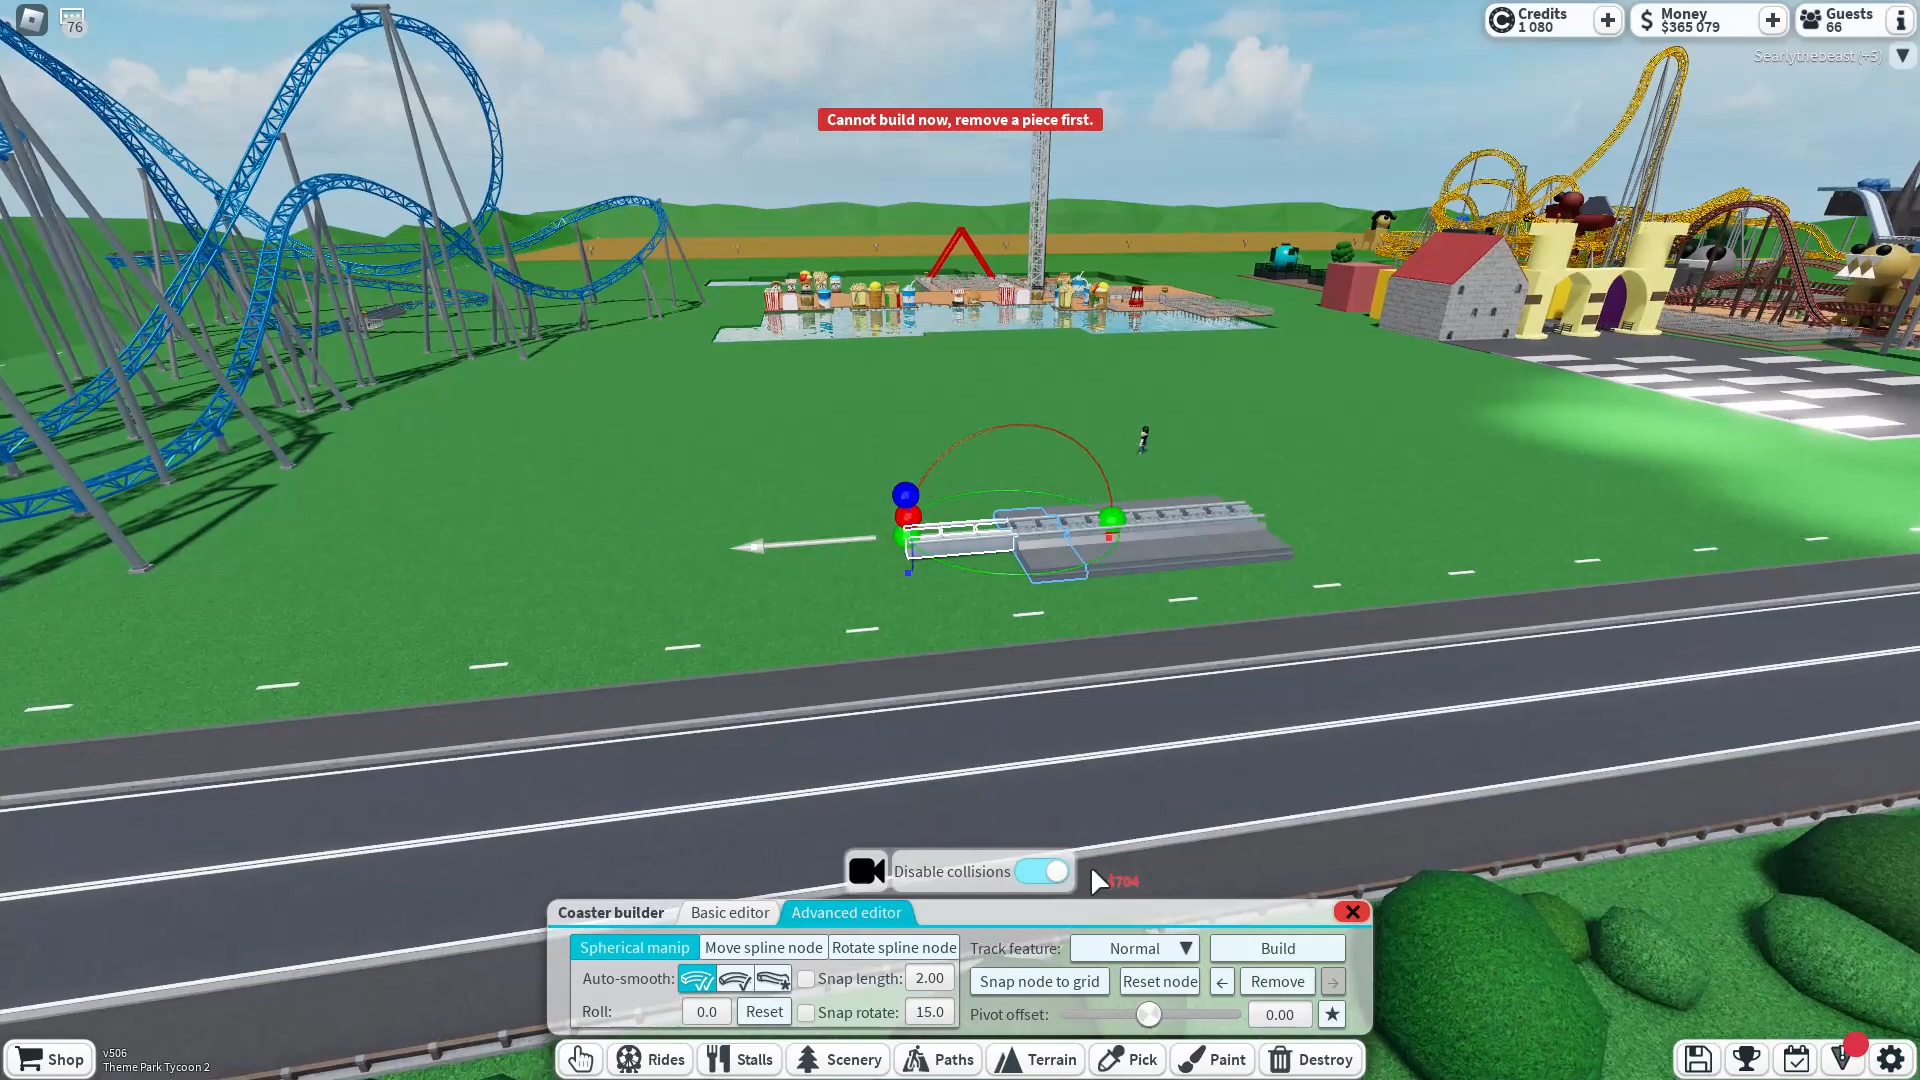 76
Credits
1 080
Money
$365 079
Guests
66
Searlythebeast (+5)
Cannot build now, remove a piece first.
Disable collisions
$704
Coaster builder
Basic editor
Advanced editor
Spherical manip
Move spline node
Rotate spline node
Track feature:
Normal
Build
Auto-smooth:
Snap length:
2.00
Snap node to grid
Reset node
Remove
Roll:
0.0
Reset
Snap rotate:
15.0
Pivot offset:
0.00
Shop
v506
Theme Park Tycoon 2
Rides
Stalls
Scenery
Paths
Terrain
Pick
Paint
Destroy